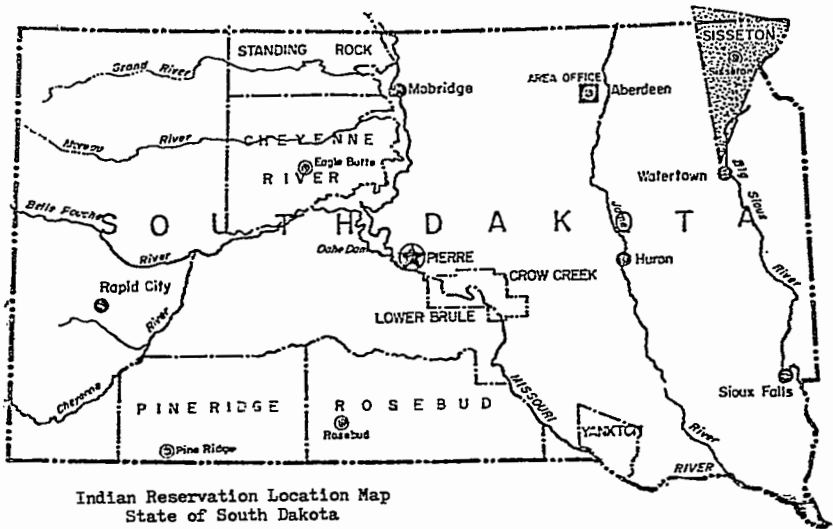 SISSETON
STANDING ROCK
Grand River
Mobridge
AREA OFFICE
Aberdeen
Moreau River
CHEYENNE
RIVER
Eagle Butte
Watertown
Big Sioux River
Belle Fouche River
SOUTH DAKOTA
James River
Oahe Dam
PIERRE
Huron
CROW CREEK
Rapid City
LOWER BRULE
Cheyenne River
Sioux Falls
PINE RIDGE
ROSEBUD
MISSOURI RIVER
Rosebud
YANKTON
Pine Ridge
Indian Reservation Location Map
State of South Dakota